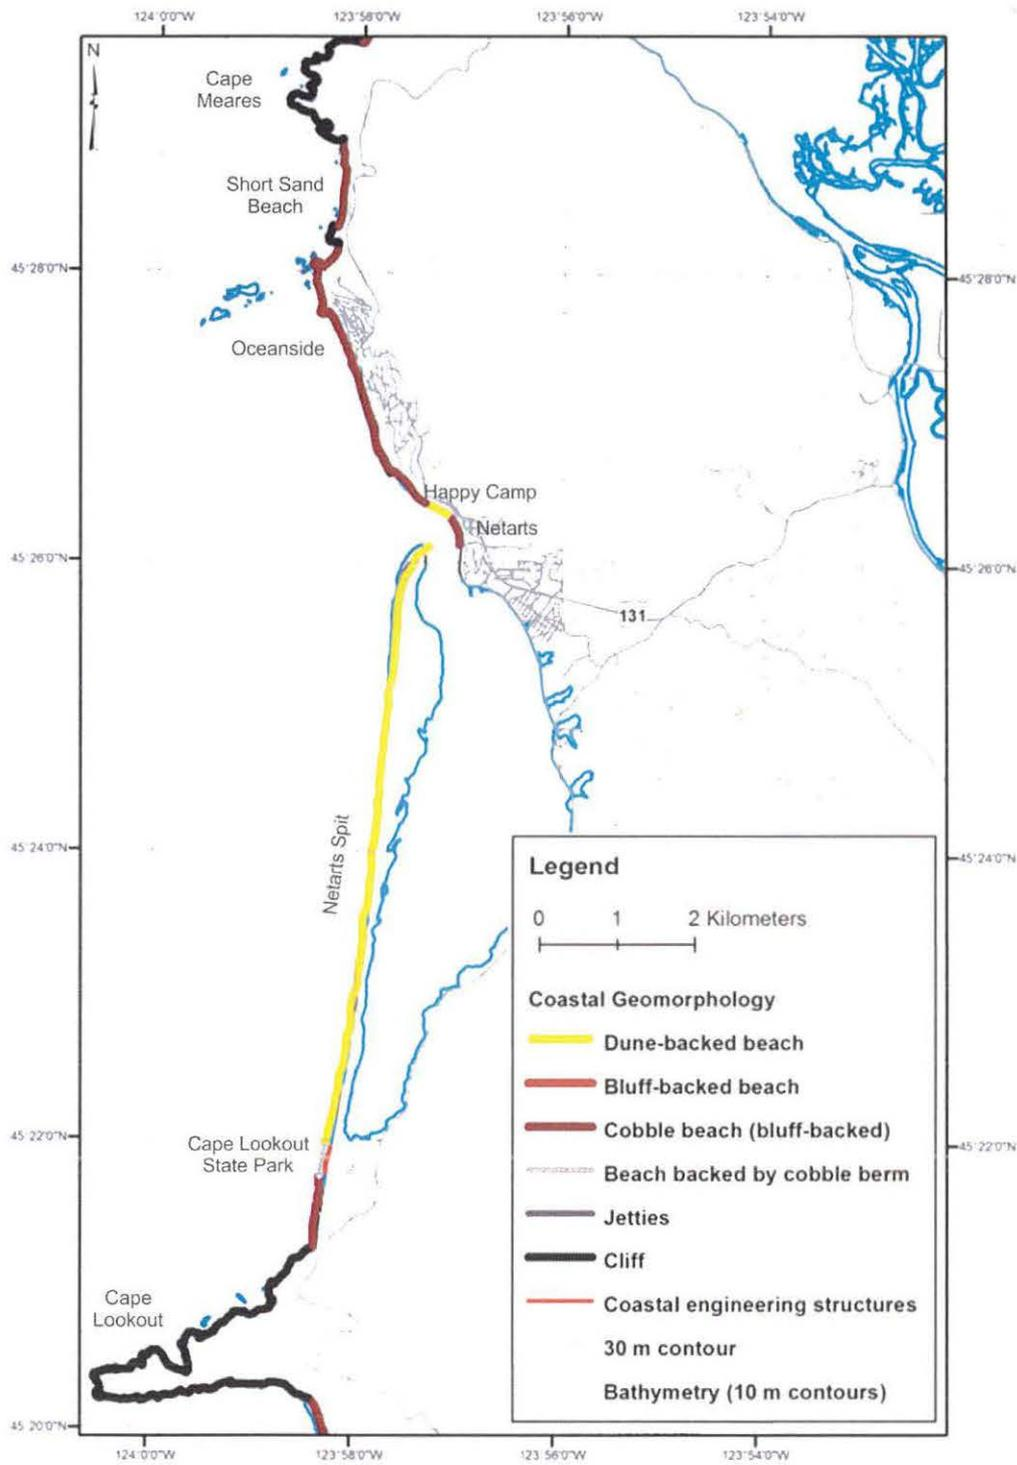 124°0'0"W 123°58'0"W 123°56'0"W 123°54'0"W
N
Cape
Meares
Short Sand
Beach
45°28'0"N 45°28'0"N
Oceanside
Happy Camp
Netarts
45°26'0"N 45°26'0"N
131
Netarts Spit
45°24'0"N 45°24'0"N
Legend
0 1 2 Kilometers
Coastal Geomorphology
Dune-backed beach
Bluff-backed beach
Cobble beach (bluff-backed)
Beach backed by cobble berm
Jetties
Cliff
Coastal engineering structures
30 m contour
Bathymetry (10 m contours)
45°22'0"N 45°22'0"N
Cape Lookout
State Park
Cape
Lookout
45°20'0"N
124°0'0"W 123°58'0"W 123°56'0"W 123°54'0"W